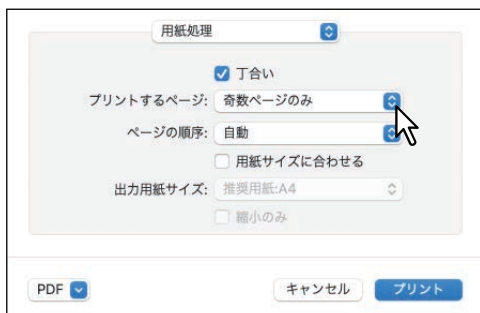 用紙処理
丁合い
プリントするページ: 奇数ページのみ
ページの順序: 自動
用紙サイズに合わせる
出力用紙サイズ: 推奨用紙:A4
縮小のみ
PDF キャンセル プリント